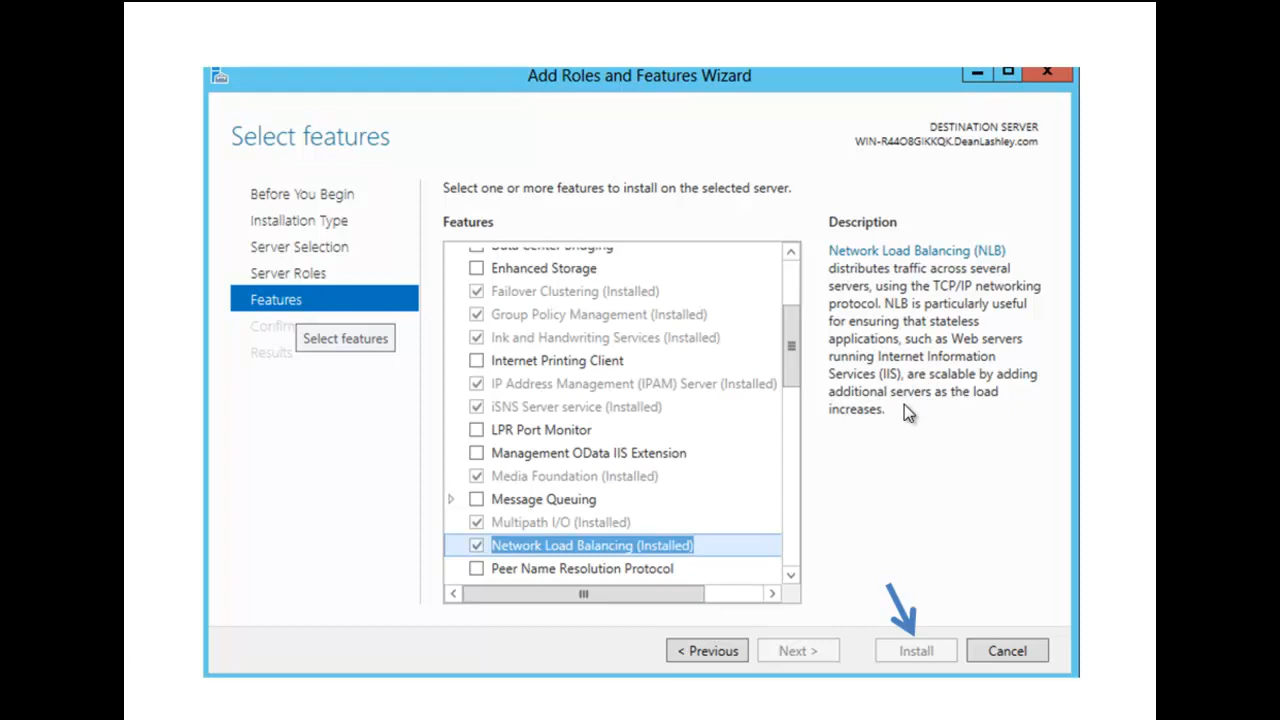 Add Roles and Features Wizard
Select features
DESTINATION SERVER
WIN-R44O8GIKKQK.DeanLashley.com
Before You Begin
Installation Type
Server Selection
Server Roles
Features
Select features
Results
Select one or more features to install on the selected server.
Features
Data Center Bridging
Enhanced Storage
Failover Clustering (Installed)
Group Policy Management (Installed)
Ink and Handwriting Services (Installed)
Internet Printing Client
IP Address Management (IPAM) Server (Installed)
iSNS Server service (Installed)
LPR Port Monitor
Management OData IIS Extension
Media Foundation (Installed)
Message Queuing
Multipath I/O (Installed)
Network Load Balancing (Installed)
Peer Name Resolution Protocol
Description
Network Load Balancing (NLB)
distributes traffic across several
servers, using the TCP/IP networking
protocol. NLB is particularly useful
for ensuring that stateless
applications, such as Web servers
running Internet Information
Services (IIS), are scalable by adding
additional servers as the load
increases.
< Previous
Next >
Install
Cancel